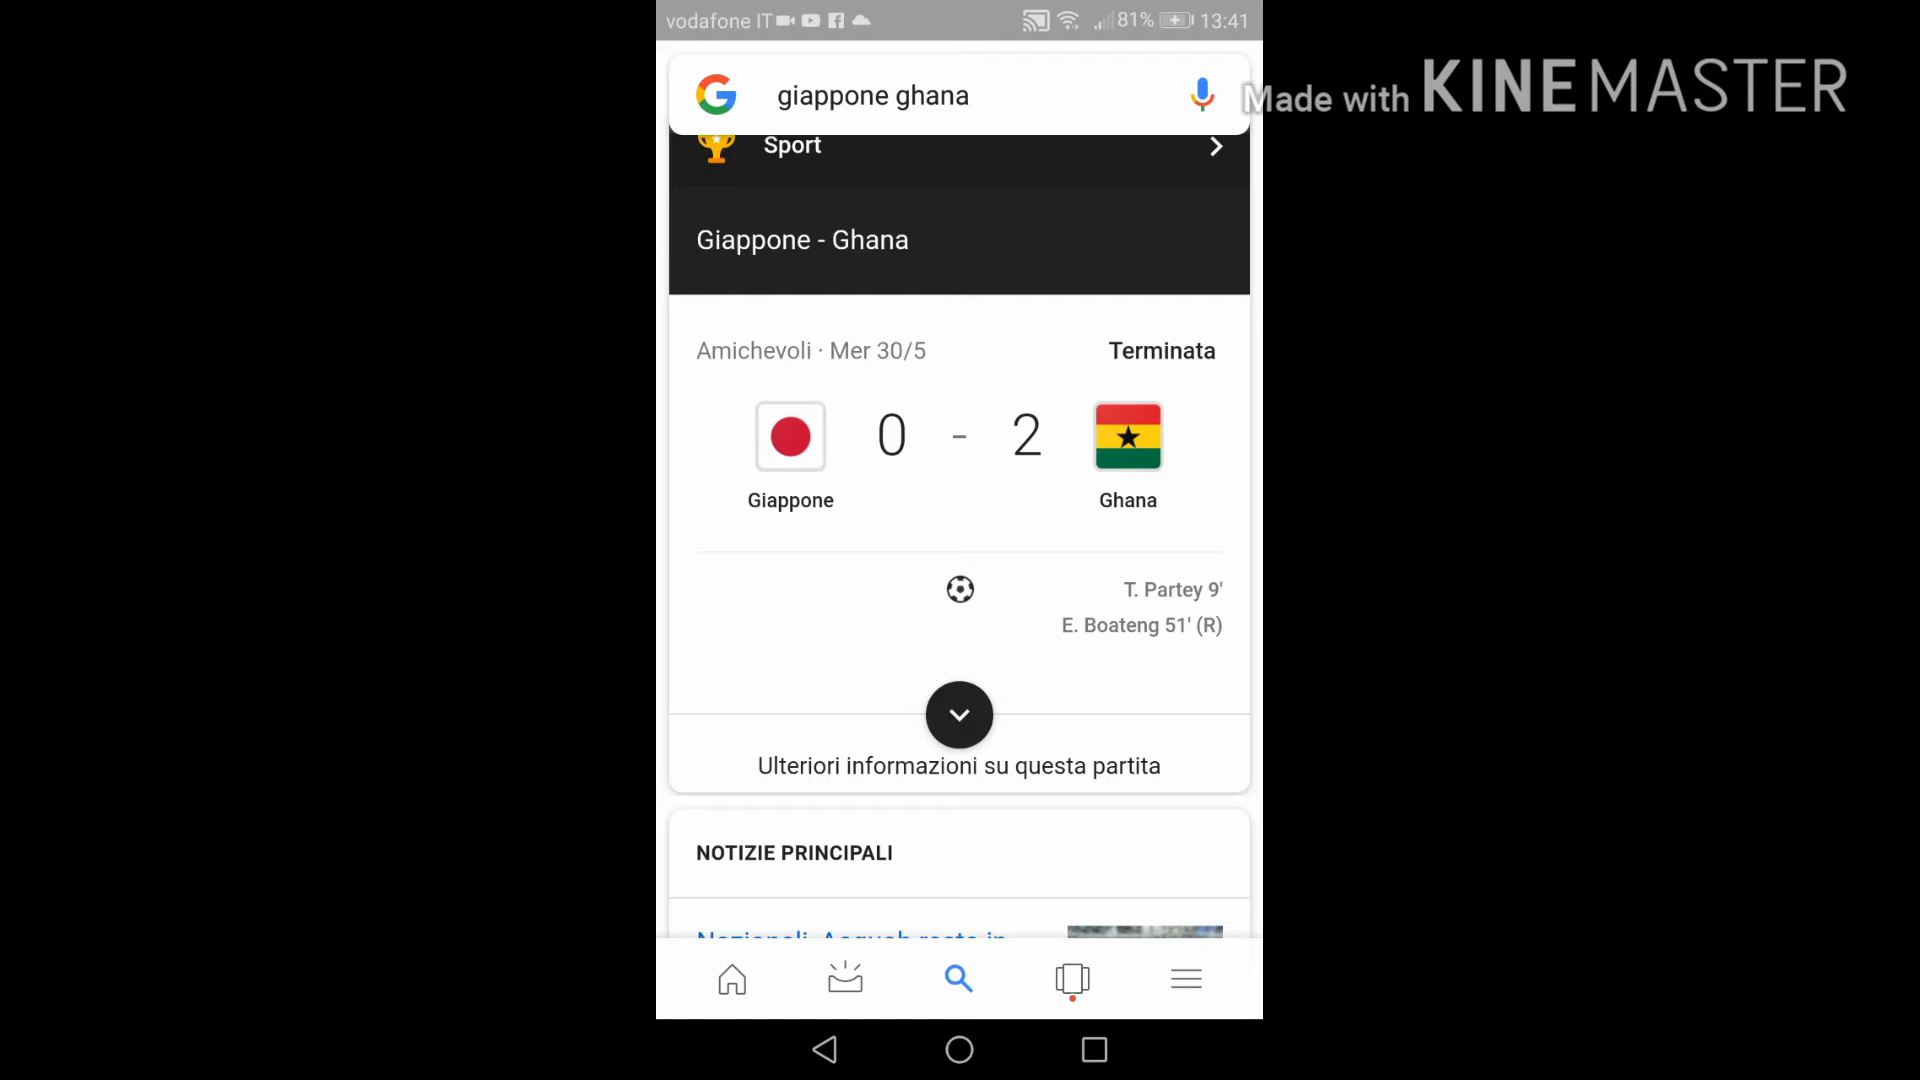 vodafone IT 81% 13:41
giappone ghana
Made with KINEMASTER
Sport
Giappone - Ghana
Amichevoli · Mer 30/5 Terminata
0 - 2
Giappone Ghana
T. Partey 9'
E. Boateng 51' (R)
Ulteriori informazioni su questa partita
NOTIZIE PRINCIPALI